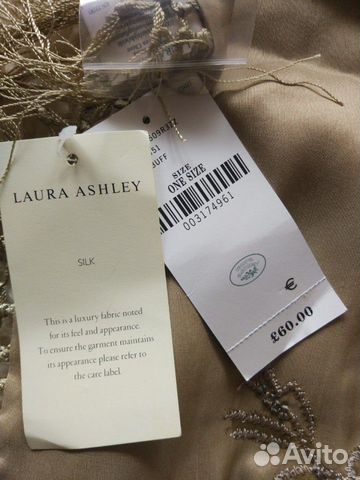 LAURA ASHLEY
SILK
This is a luxury fabric noted
for its feel and appearance.
To ensure the garment maintains
its appearance please refer to
the care label.
SIZE
ONE SIZE
003174961
€
£60.00
Avito